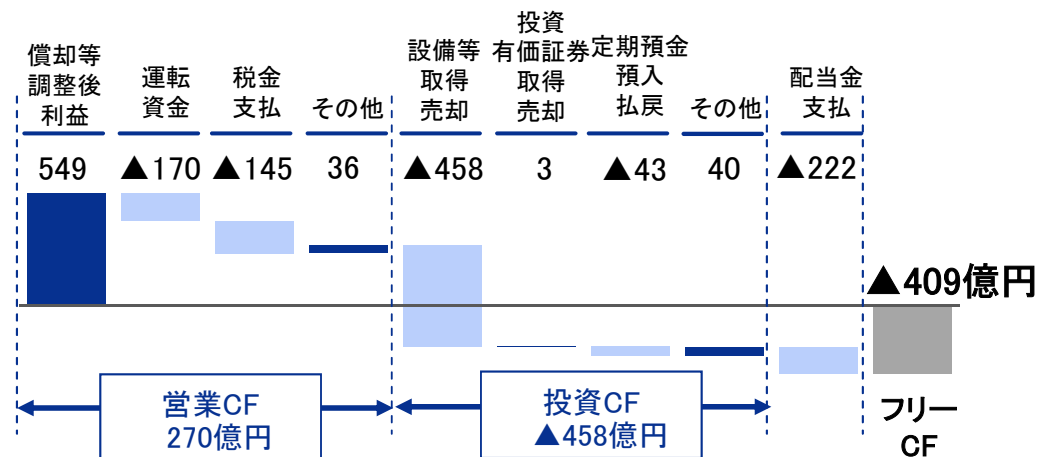 償却等
調整後
利益
運転
資金
税金
支払
その他
設備等
取得
売却
投資
有価証券
取得
売却
定期預金
預入
払戻
その他
配当金
支払
549
▲170
▲145
36
▲458
3
▲43
40
▲222
▲409億円
営業CF
270億円
投資CF
▲458億円
フリー
CF